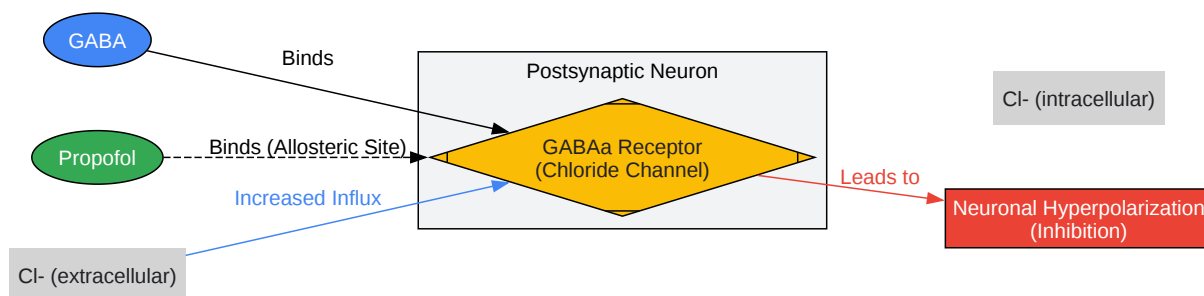 GABA
Binds
Postsynaptic Neuron
Cl- (intracellular)
Propofol
Binds (Allosteric Site)
GABAa Receptor
(Chloride Channel)
Increased Influx
Leads to
Neuronal Hyperpolarization
(Inhibition)
Cl- (extracellular)